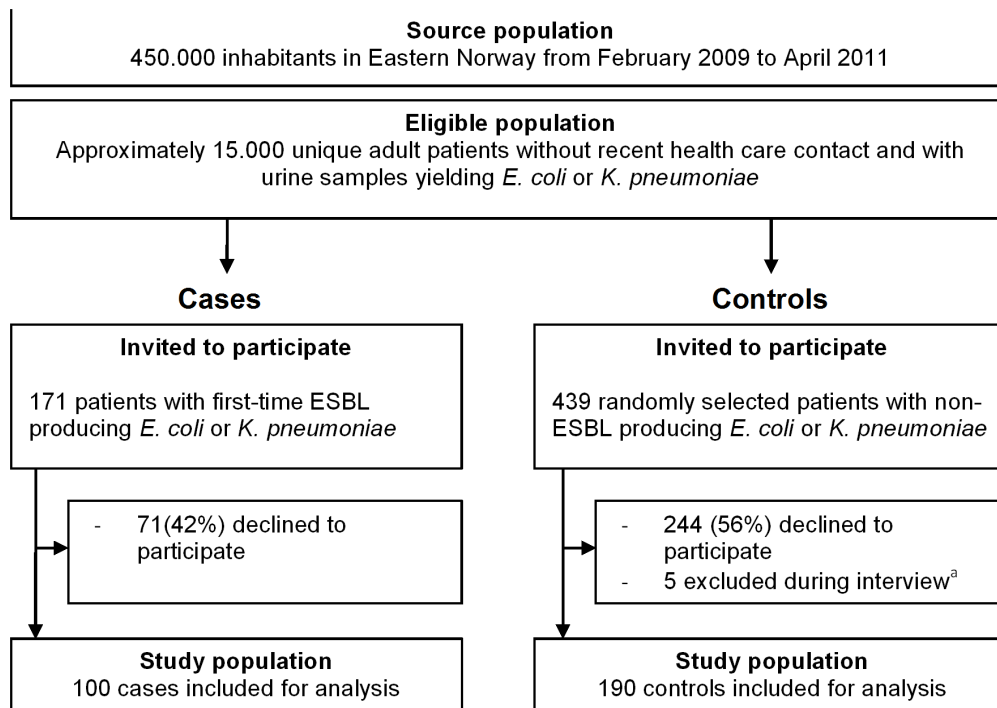 Source population
450.000 inhabitants in Eastern Norway from February 2009 to April 2011
Eligible population
Approximately 15.000 unique adult patients without recent health care contact and with
urine samples yielding E. coli or K. pneumoniae
Cases
Invited to participate
171 patients with first-time ESBL
producing E. coli or K. pneumoniae
- 71(42%) declined to
participate
Study population
100 cases included for analysis
Controls
Invited to participate
439 randomly selected patients with non-
ESBL producing E. coli or K. pneumoniae
- 244 (56%) declined to
participate
- 5 excluded during interviewᵃ
Study population
190 controls included for analysis